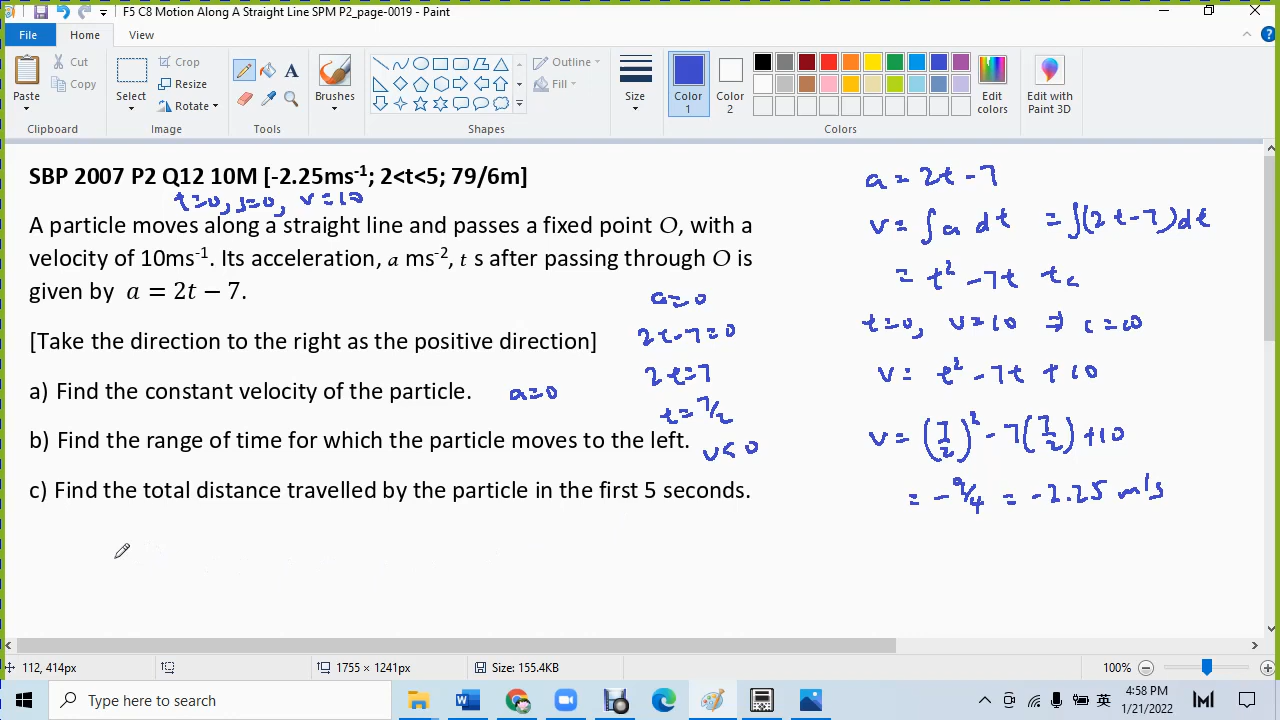 F5 C8 Motion Along A Straight Line SPM P2_page-0019 - Paint
File Home View
Paste Cut Copy Clipboard
Select Crop Resize Rotate Image
A Tools
Brushes
Outline Fill Shapes
Size
Color 1 Color 2 Edit colors Colors
Edit with Paint 3D
SBP 2007 P2 Q12 10M [-2.25ms⁻¹; 2<t<5; 79/6m]
t=0, s=0, v=10
A particle moves along a straight line and passes a fixed point O, with a
velocity of 10ms⁻¹. Its acceleration, a ms⁻², t s after passing through O is
given by a = 2t − 7.
[Take the direction to the right as the positive direction]
a) Find the constant velocity of the particle. a=0
b) Find the range of time for which the particle moves to the left. v<0
c) Find the total distance travelled by the particle in the first 5 seconds.
a=0
2t-7=0
2t=7
t=7/2
a = 2t-7
v = ∫a dt = ∫(2t-7)dt
= t² -7t +c
t=0, v=10 ⇒ c=10
v= t² -7t +10
v = (7/2)² -7(7/2) +10
= -9/4 = -2.25 m/s
112, 414px
1755 × 1241px
Size: 155.4KB
100%
Type here to search
英
4:58 PM
1/21/2022